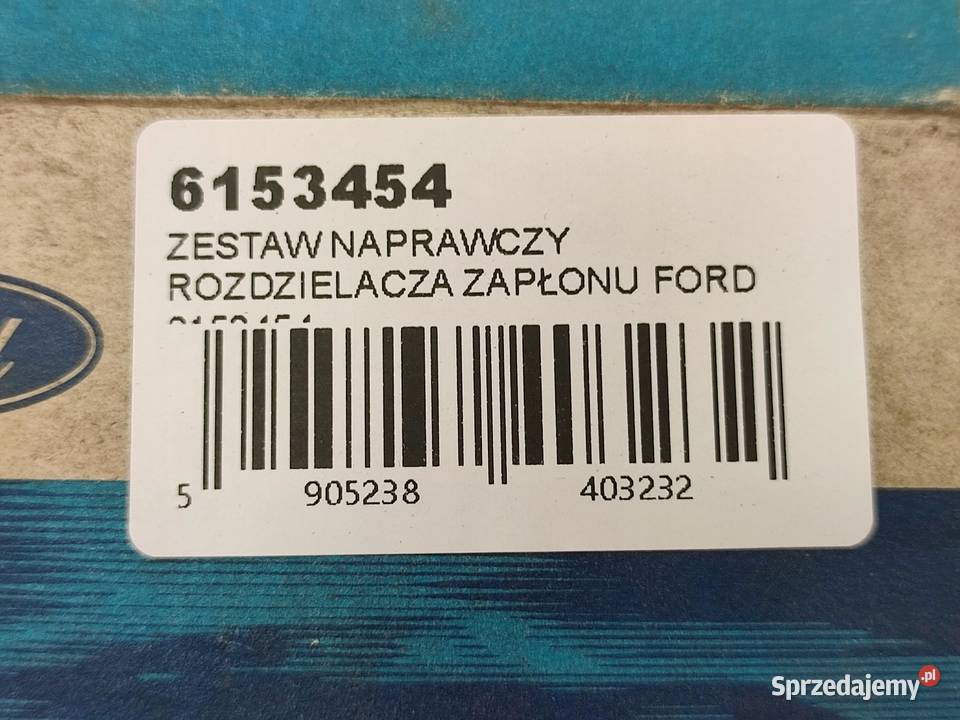 6153454
ZESTAW NAPRAWCZY
ROZDZIELACZA ZAPŁONU FORD
5 905238 403232
Sprzedajemy.pl